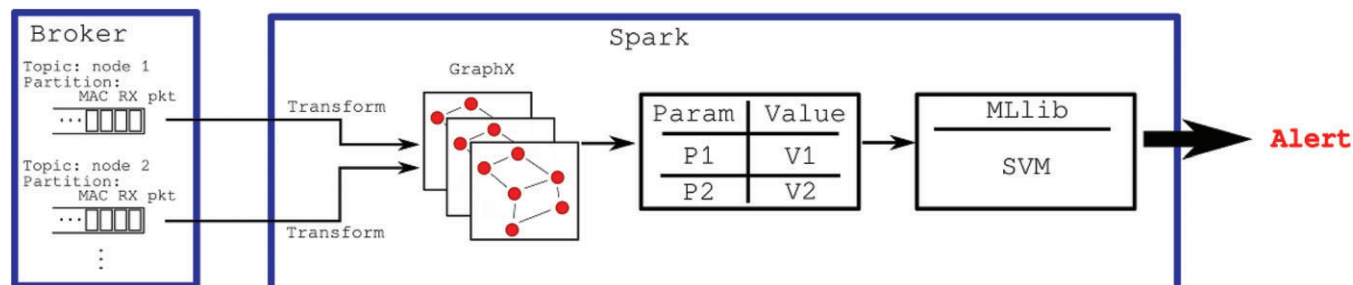 Broker
Topic: node 1
Partition:
MAC RX pkt
...
Topic: node 2
Partition:
MAC RX pkt
...
⋮
Spark
Transform
Transform
GraphX
Param Value
P1 V1
P2 V2
MLlib
SVM
Alert